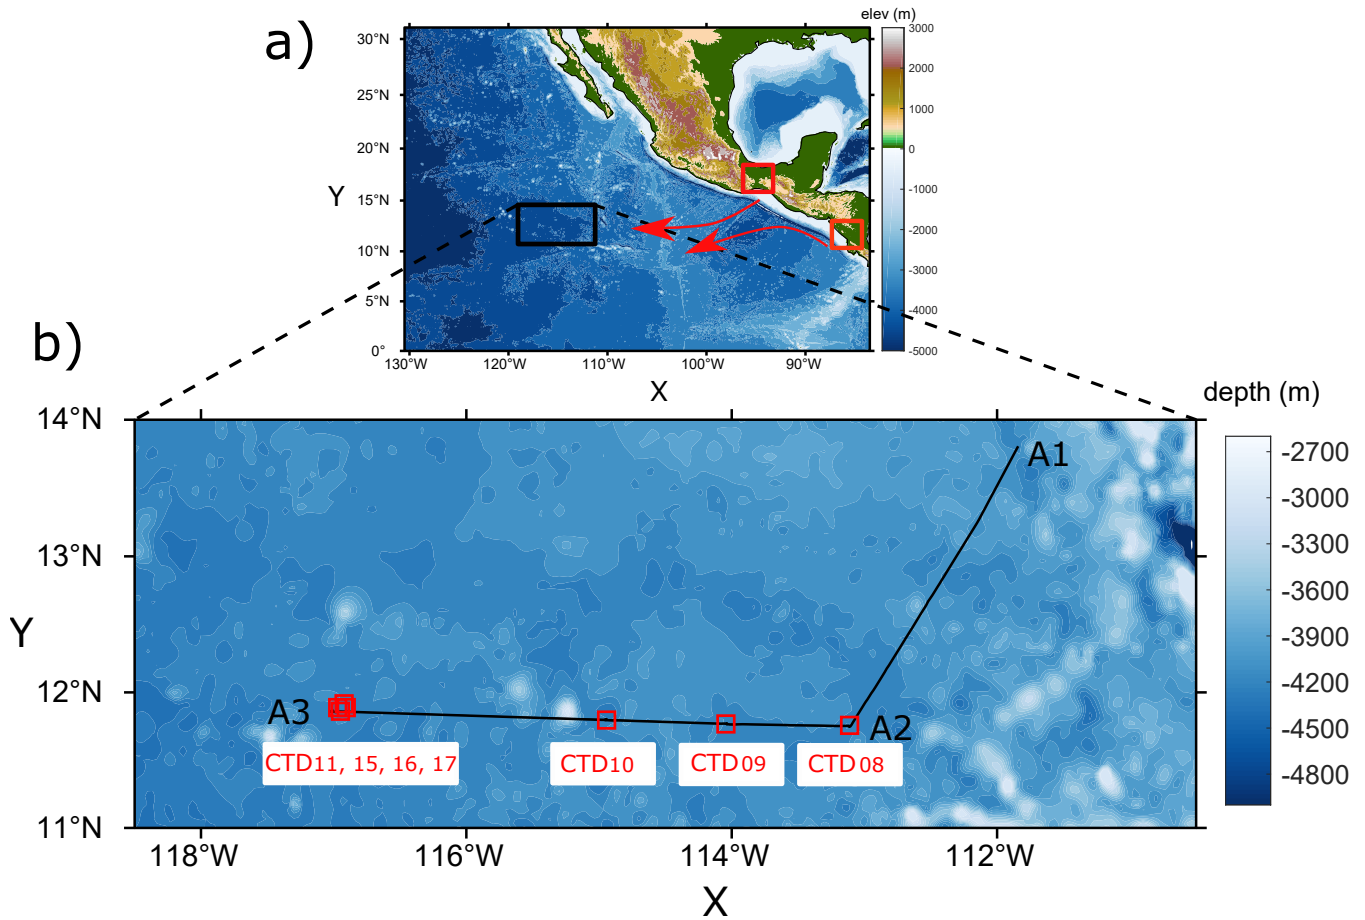 a)
elev (m)
30°N
25°N
20°N
15°N
10°N
5°N
0°
Y
130°W
120°W
110°W
100°W
90°W
X
3000
2000
1000
0
-1000
-2000
-3000
-4000
-5000
b)
depth (m)
14°N
13°N
12°N
11°N
Y
A1
A2
A3
CTD11, 15, 16, 17
CTD10
CTD09
CTD08
118°W
116°W
114°W
112°W
X
-2700
-3000
-3300
-3600
-3900
-4200
-4500
-4800